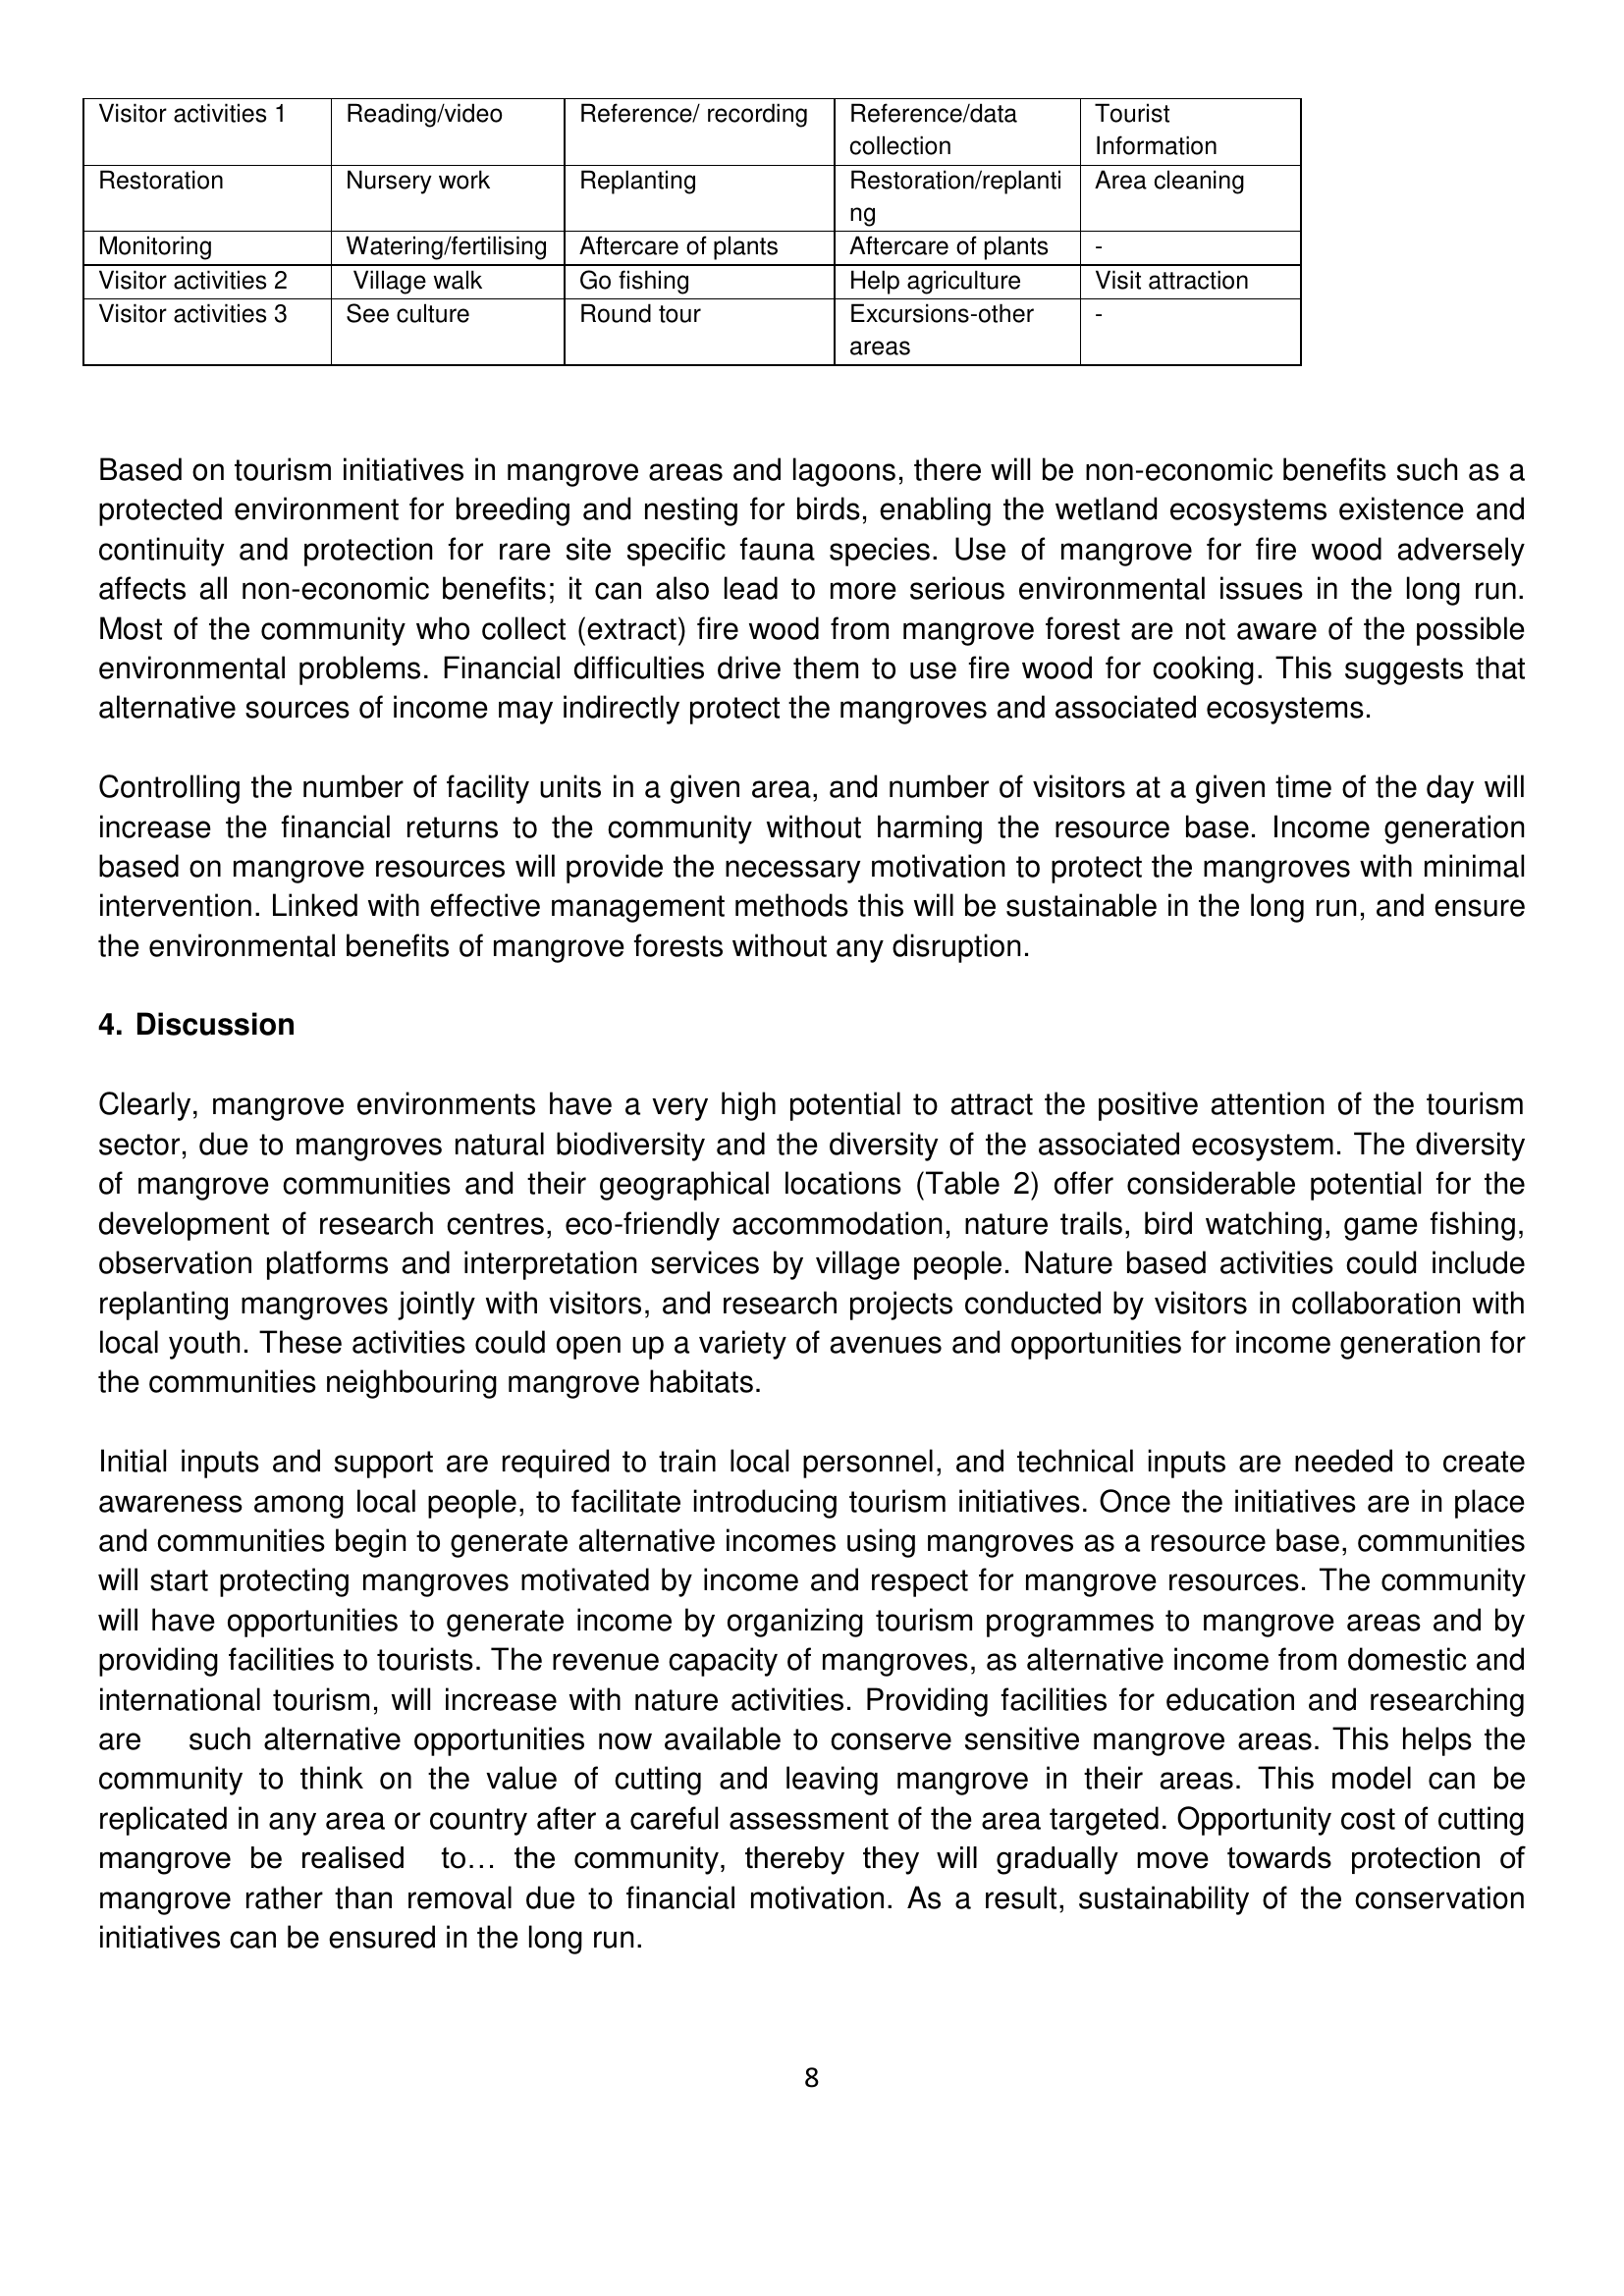 Visitor activities 1 Reading/video Reference/ recording Reference/data collection Tourist Information
Restoration Nursery work Replanting Restoration/replanti ng Area cleaning
Monitoring Watering/fertilising Aftercare of plants Aftercare of plants -
Visitor activities 2 Village walk Go fishing Help agriculture Visit attraction
Visitor activities 3 See culture Round tour Excursions-other areas -
Based on tourism initiatives in mangrove areas and lagoons, there will be non-economic benefits such as a
protected environment for breeding and nesting for birds, enabling the wetland ecosystems existence and
continuity and protection for rare site specific fauna species. Use of mangrove for fire wood adversely
affects all non-economic benefits; it can also lead to more serious environmental issues in the long run.
Most of the community who collect (extract) fire wood from mangrove forest are not aware of the possible
environmental problems. Financial difficulties drive them to use fire wood for cooking. This suggests that
alternative sources of income may indirectly protect the mangroves and associated ecosystems.
Controlling the number of facility units in a given area, and number of visitors at a given time of the day will
increase the financial returns to the community without harming the resource base. Income generation
based on mangrove resources will provide the necessary motivation to protect the mangroves with minimal
intervention. Linked with effective management methods this will be sustainable in the long run, and ensure
the environmental benefits of mangrove forests without any disruption.
4. Discussion
Clearly, mangrove environments have a very high potential to attract the positive attention of the tourism
sector, due to mangroves natural biodiversity and the diversity of the associated ecosystem. The diversity
of mangrove communities and their geographical locations (Table 2) offer considerable potential for the
development of research centres, eco-friendly accommodation, nature trails, bird watching, game fishing,
observation platforms and interpretation services by village people. Nature based activities could include
replanting mangroves jointly with visitors, and research projects conducted by visitors in collaboration with
local youth. These activities could open up a variety of avenues and opportunities for income generation for
the communities neighbouring mangrove habitats.
Initial inputs and support are required to train local personnel, and technical inputs are needed to create
awareness among local people, to facilitate introducing tourism initiatives. Once the initiatives are in place
and communities begin to generate alternative incomes using mangroves as a resource base, communities
will start protecting mangroves motivated by income and respect for mangrove resources. The community
will have opportunities to generate income by organizing tourism programmes to mangrove areas and by
providing facilities to tourists. The revenue capacity of mangroves, as alternative income from domestic and
international tourism, will increase with nature activities. Providing facilities for education and researching
are such alternative opportunities now available to conserve sensitive mangrove areas. This helps the
community to think on the value of cutting and leaving mangrove in their areas. This model can be
replicated in any area or country after a careful assessment of the area targeted. Opportunity cost of cutting
mangrove be realised to… the community, thereby they will gradually move towards protection of
mangrove rather than removal due to financial motivation. As a result, sustainability of the conservation
initiatives can be ensured in the long run.
8